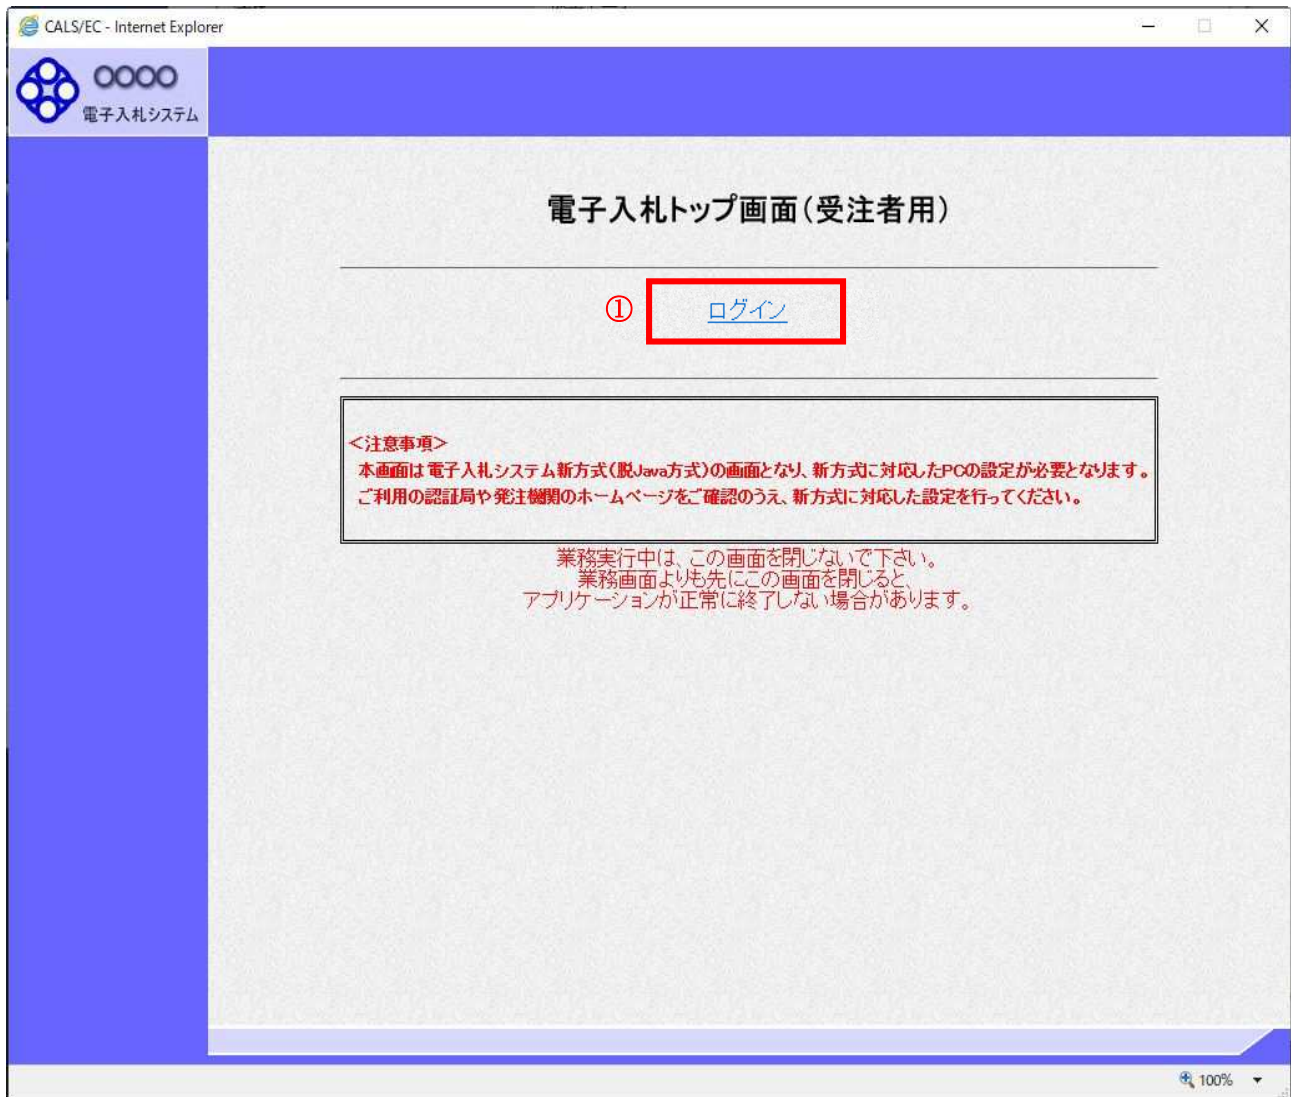 CALS/EC - Internet Explorer
〇〇〇〇
電子入札システム
電子入札トップ画面(受注者用)
① ログイン
＜注意事項＞
本画面は電子入札システム新方式(脱Java方式)の画面となり、新方式に対応したPCの設定が必要となります。
ご利用の認証局や発注機関のホームページをご確認のうえ、新方式に対応した設定を行ってください。
業務実行中は、この画面を閉じないで下さい。
業務画面よりも先にこの画面を閉じると、
アプリケーションが正常に終了しない場合があります。
100%